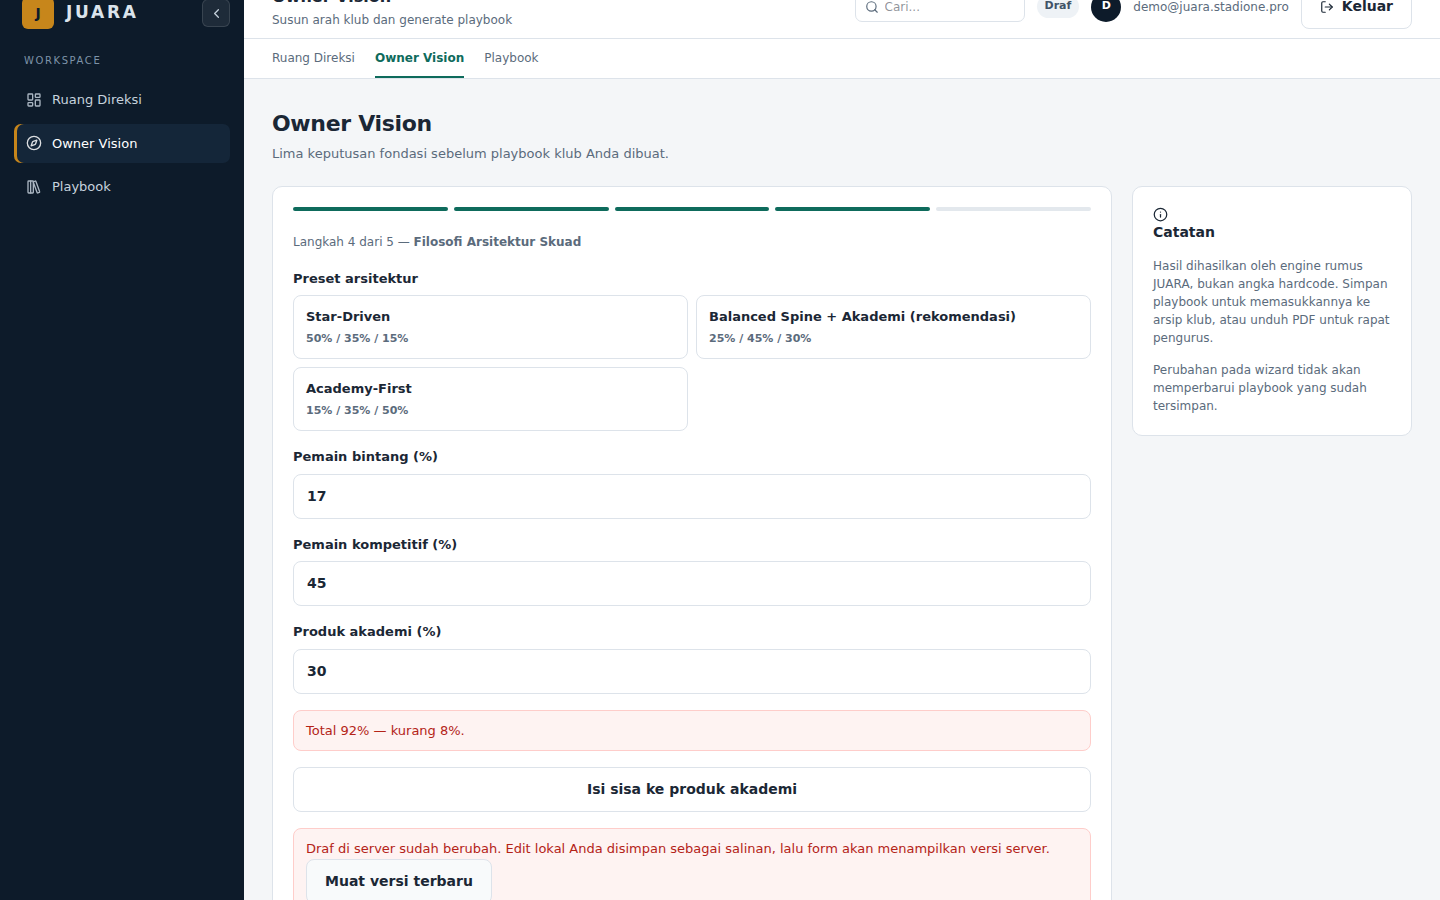 J JUARA
WORKSPACE
Ruang Direksi
Owner Vision
Playbook
Owner Vision
Susun arah klub dan generate playbook
Cari...
Draf
D
demo@juara.stadione.pro
Keluar
Ruang Direksi Owner Vision Playbook
Owner Vision
Lima keputusan fondasi sebelum playbook klub Anda dibuat.
Langkah 4 dari 5 — Filosofi Arsitektur Skuad
Preset arsitektur
Star-Driven
50% / 35% / 15%
Balanced Spine + Akademi (rekomendasi)
25% / 45% / 30%
Academy-First
15% / 35% / 50%
Pemain bintang (%)
17
Pemain kompetitif (%)
45
Produk akademi (%)
30
Total 92% — kurang 8%.
Isi sisa ke produk akademi
Draf di server sudah berubah. Edit lokal Anda disimpan sebagai salinan, lalu form akan menampilkan versi server.
Muat versi terbaru
Catatan
Hasil dihasilkan oleh engine rumus
JUARA, bukan angka hardcode. Simpan
playbook untuk memasukkannya ke
arsip klub, atau unduh PDF untuk rapat
pengurus.
Perubahan pada wizard tidak akan
memperbarui playbook yang sudah
tersimpan.